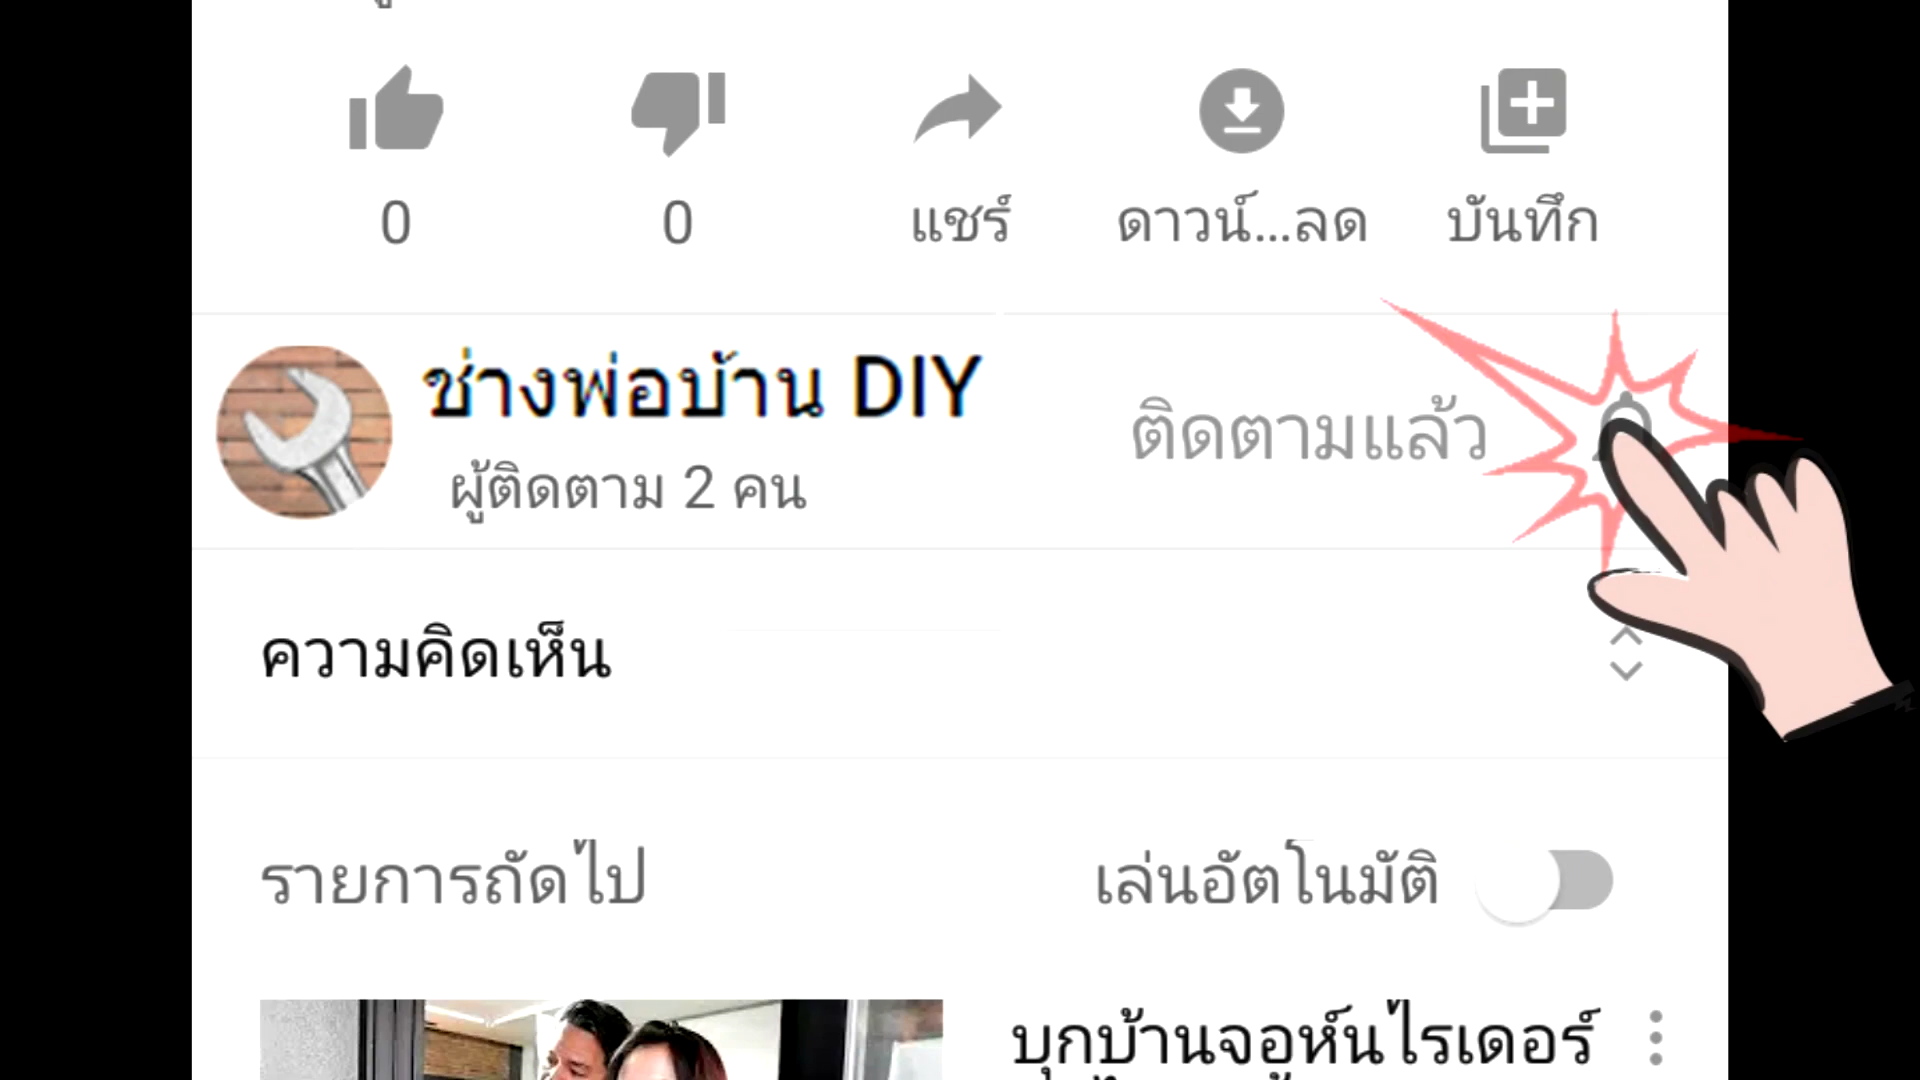 0
0
แชร์
ดาวน์...ลด
บันทึก
ช่างพ่อบ้าน DIY
ติดตามแล้ว
ผู้ติดตาม 2 คน
ความคิดเห็น
รายการถัดไป
เล่นอัตโนมัติ
บุกบ้านจอห์นไรเดอร์